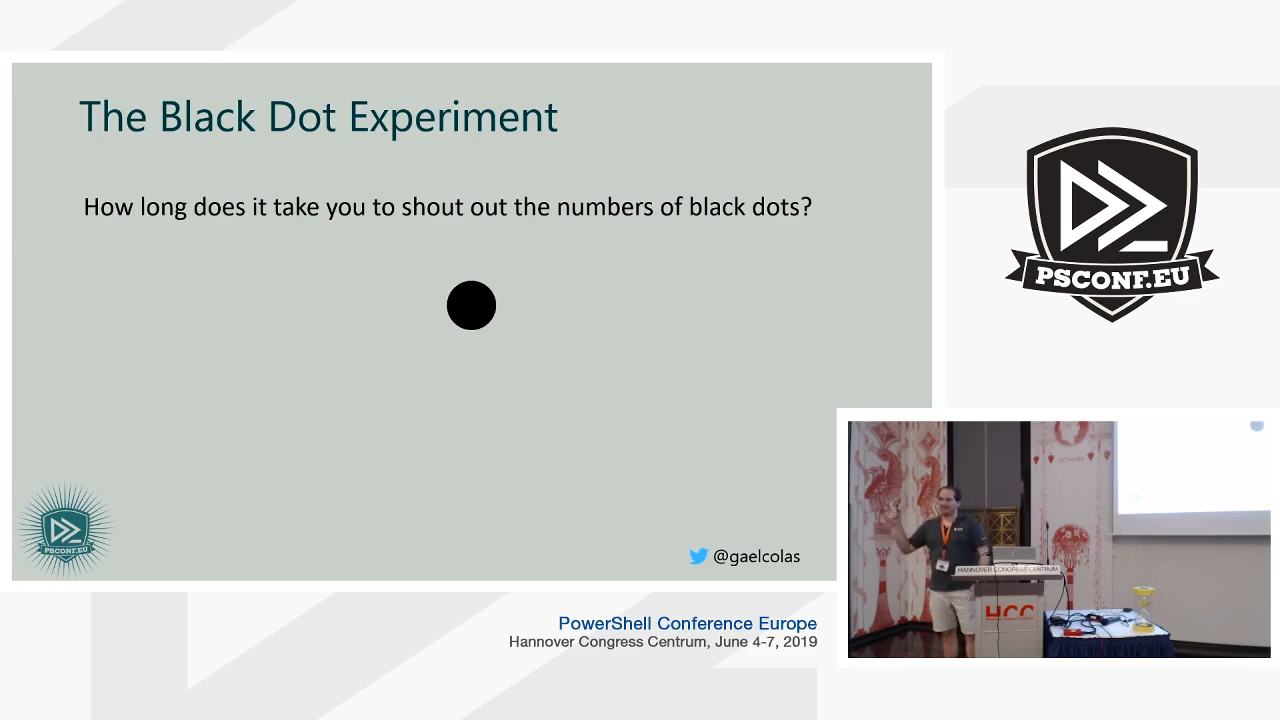 The Black Dot Experiment
How long does it take you to shout out the numbers of black dots?
PSCONF.EU
PSCONF.EU
@gaelcolas
HANNOVER CONGRESS CENTRUM
HCC
PowerShell Conference Europe
Hannover Congress Centrum, June 4-7, 2019